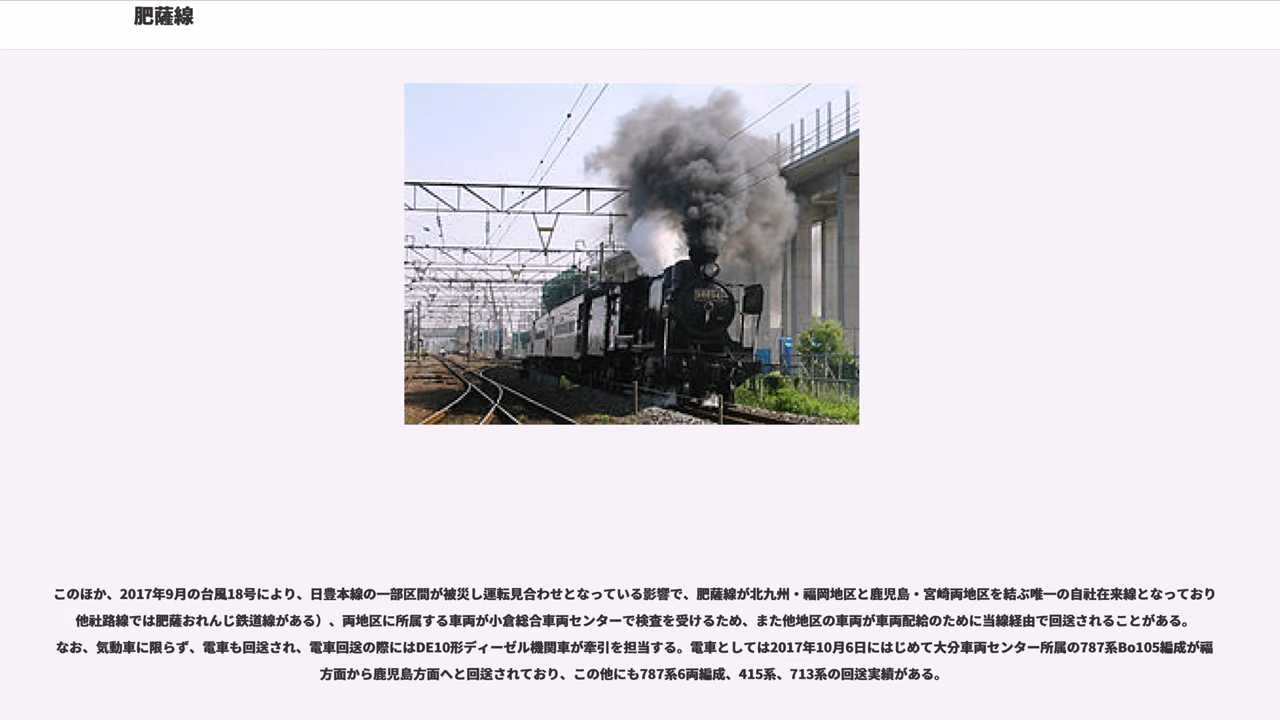 肥薩線
このほか、2017年9月の台風18号により、日豊本線の一部区間が被災し運転見合わせとなっている影響で、肥薩線が北九州・福岡地区と鹿児島・宮崎両地区を結ぶ唯一の自社在来線となっており
他社路線では肥薩おれんじ鉄道線がある）、両地区に所属する車両が小倉総合車両センターで検査を受けるため、また他地区の車両が車両配給のために当線経由で回送されることがある。
なお、気動車に限らず、電車も回送され、電車回送の際にはDE10形ディーゼル機関車が牽引を担当する。電車としては2017年10月6日にはじめて大分車両センター所属の787系Bo105編成が福
方面から鹿児島方面へと回送されており、この他にも787系6両編成、415系、713系の回送実績がある。